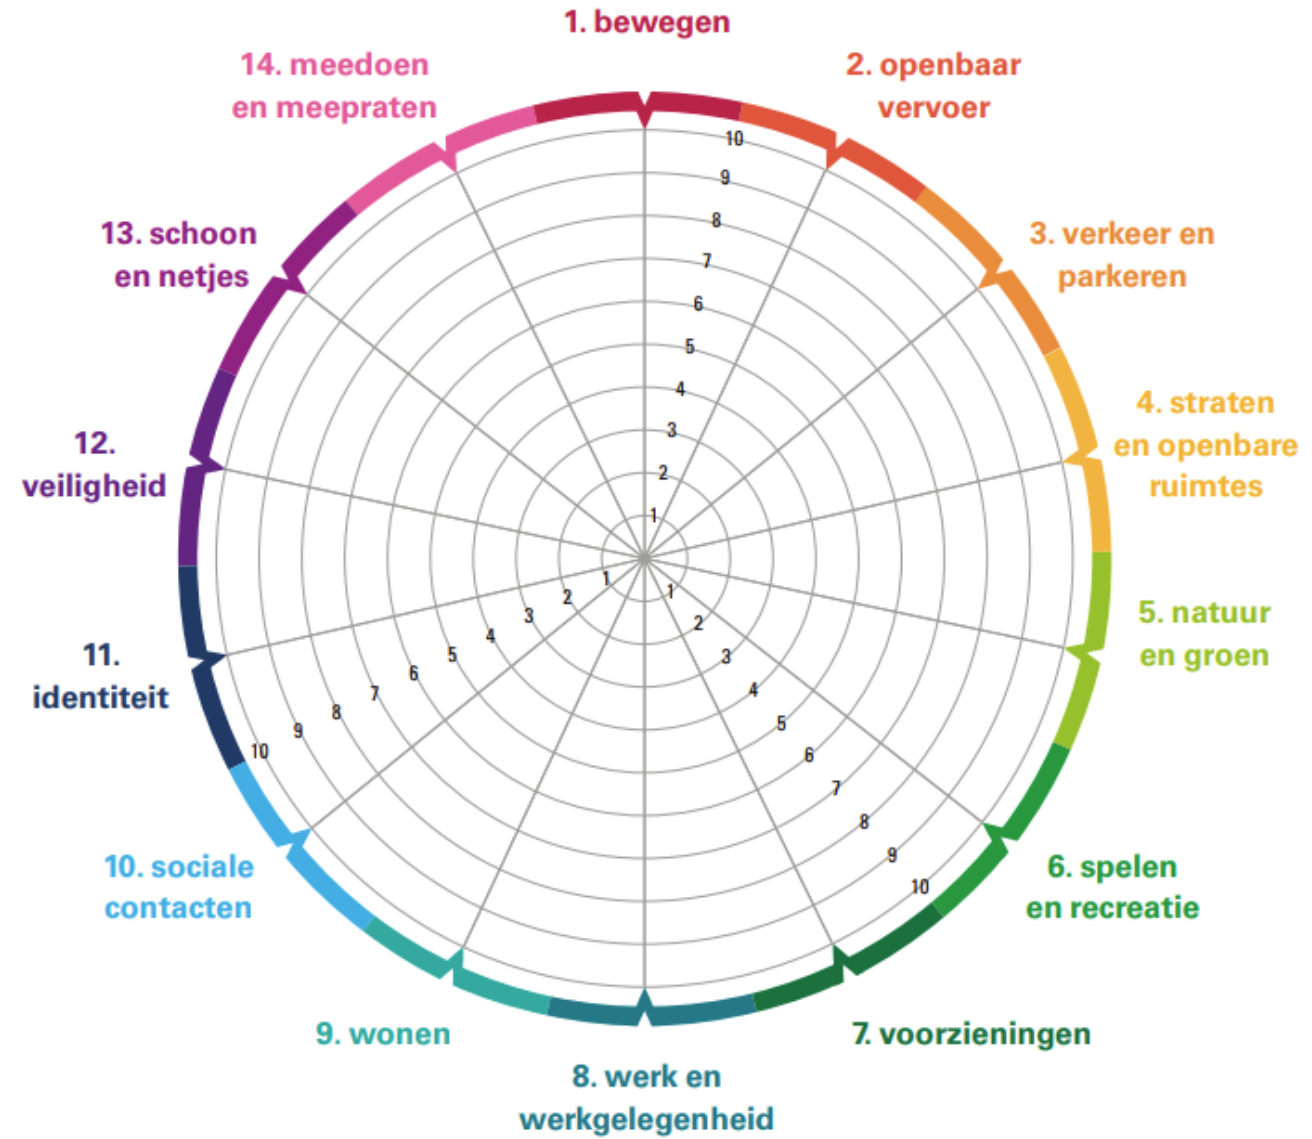 1. bewegen
2. openbaar
vervoer
3. verkeer en
parkeren
4. straten
en openbare
ruimtes
5. natuur
en groen
6. spelen
en recreatie
7. voorzieningen
8. werk en
werkgelegenheid
9. wonen
10. sociale
contacten
11.
identiteit
12.
veiligheid
13. schoon
en netjes
14. meedoen
en meepraten
10
9
8
7
6
5
4
3
2
1
1
2
3
4
5
6
7
8
9
10
1
2
3
4
5
6
7
8
9
10